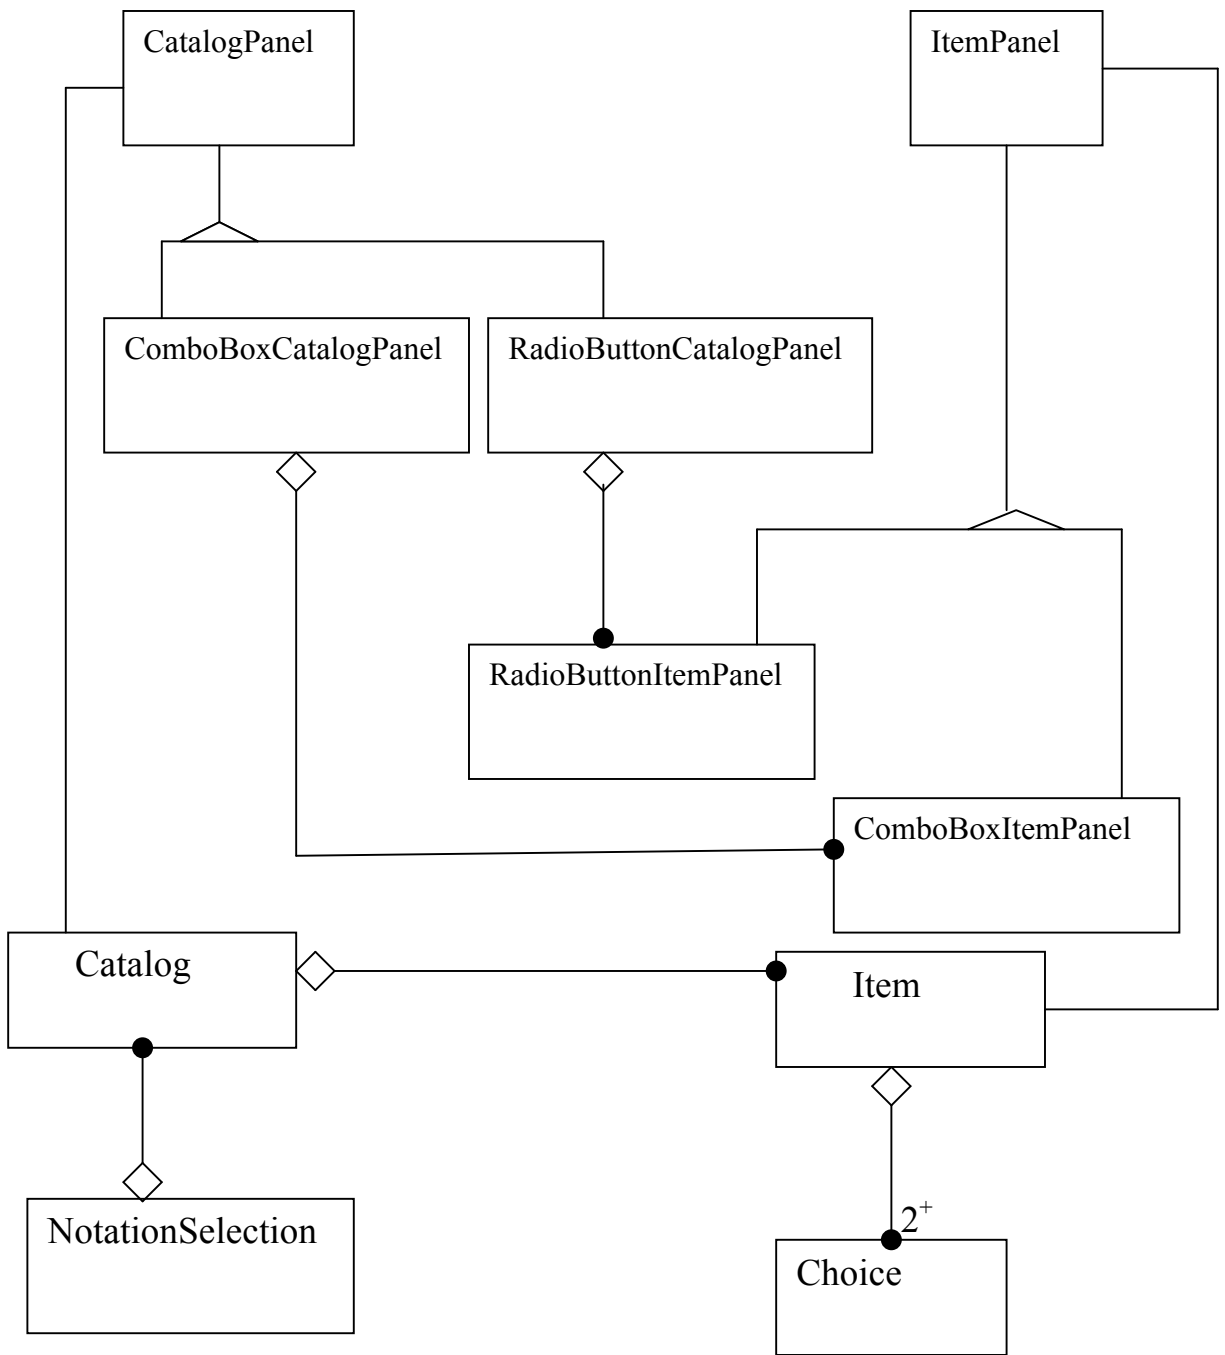 CatalogPanel
ItemPanel
ComboBoxCatalogPanel
RadioButtonCatalogPanel
RadioButtonItemPanel
ComboBoxItemPanel
Catalog
Item
2⁺
NotationSelection
Choice